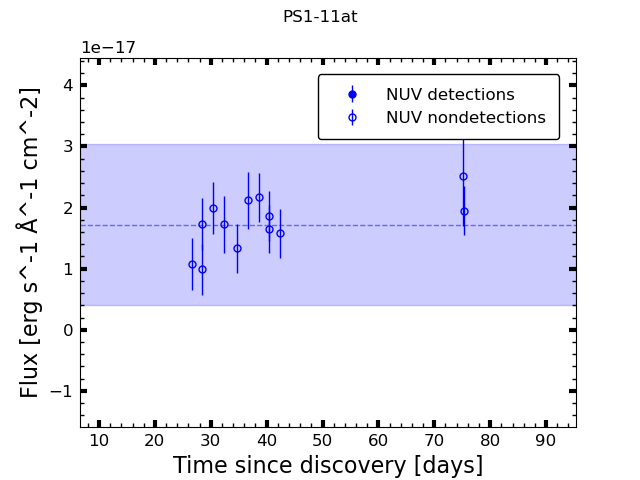 PS1-11at
1e−17
NUV detections
NUV nondetections
4
3
2
1
0
−1
Flux [erg s^-1 Å^-1 cm^-2]
10 20 30 40 50 60 70 80 90
Time since discovery [days]